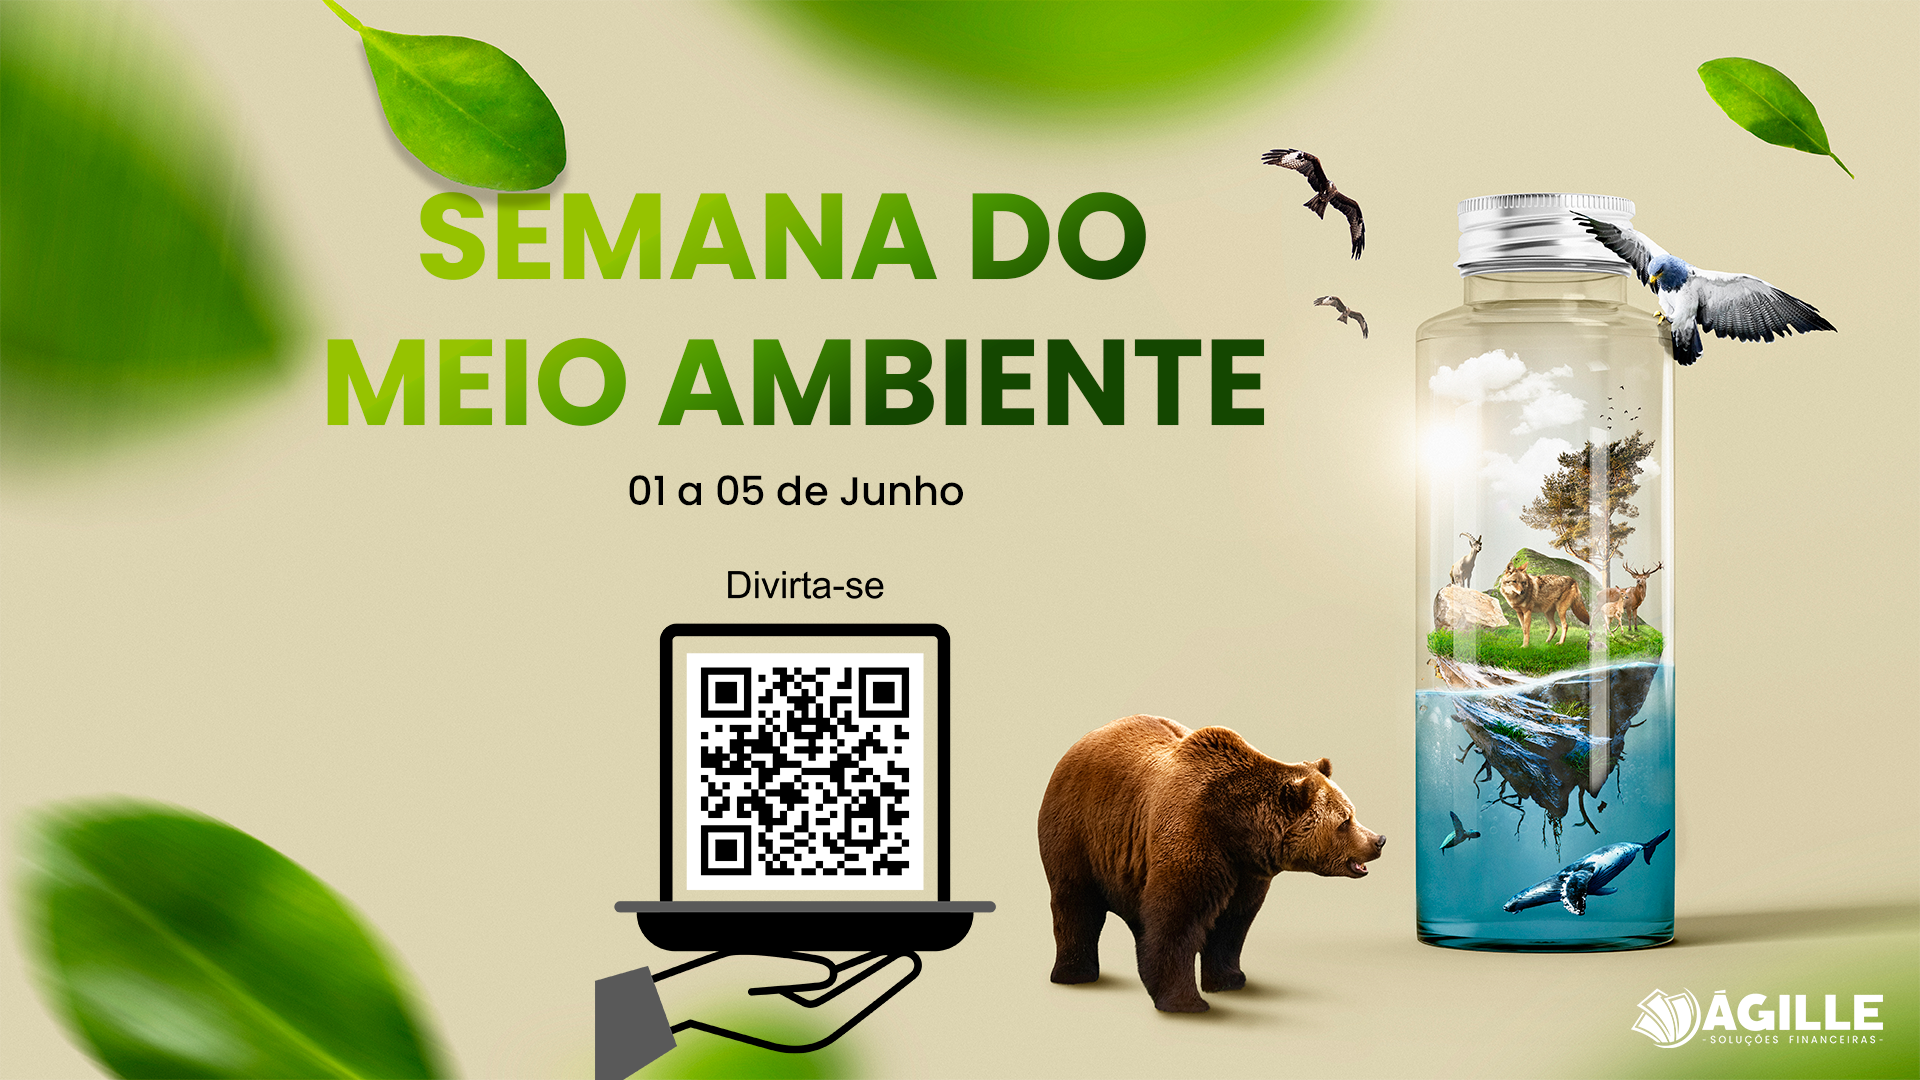 SEMANA DO
MEIO AMBIENTE
01 a 05 de Junho
Divirta-se
ÁGILLE
-SOLUÇÕES FINANCEIRAS-